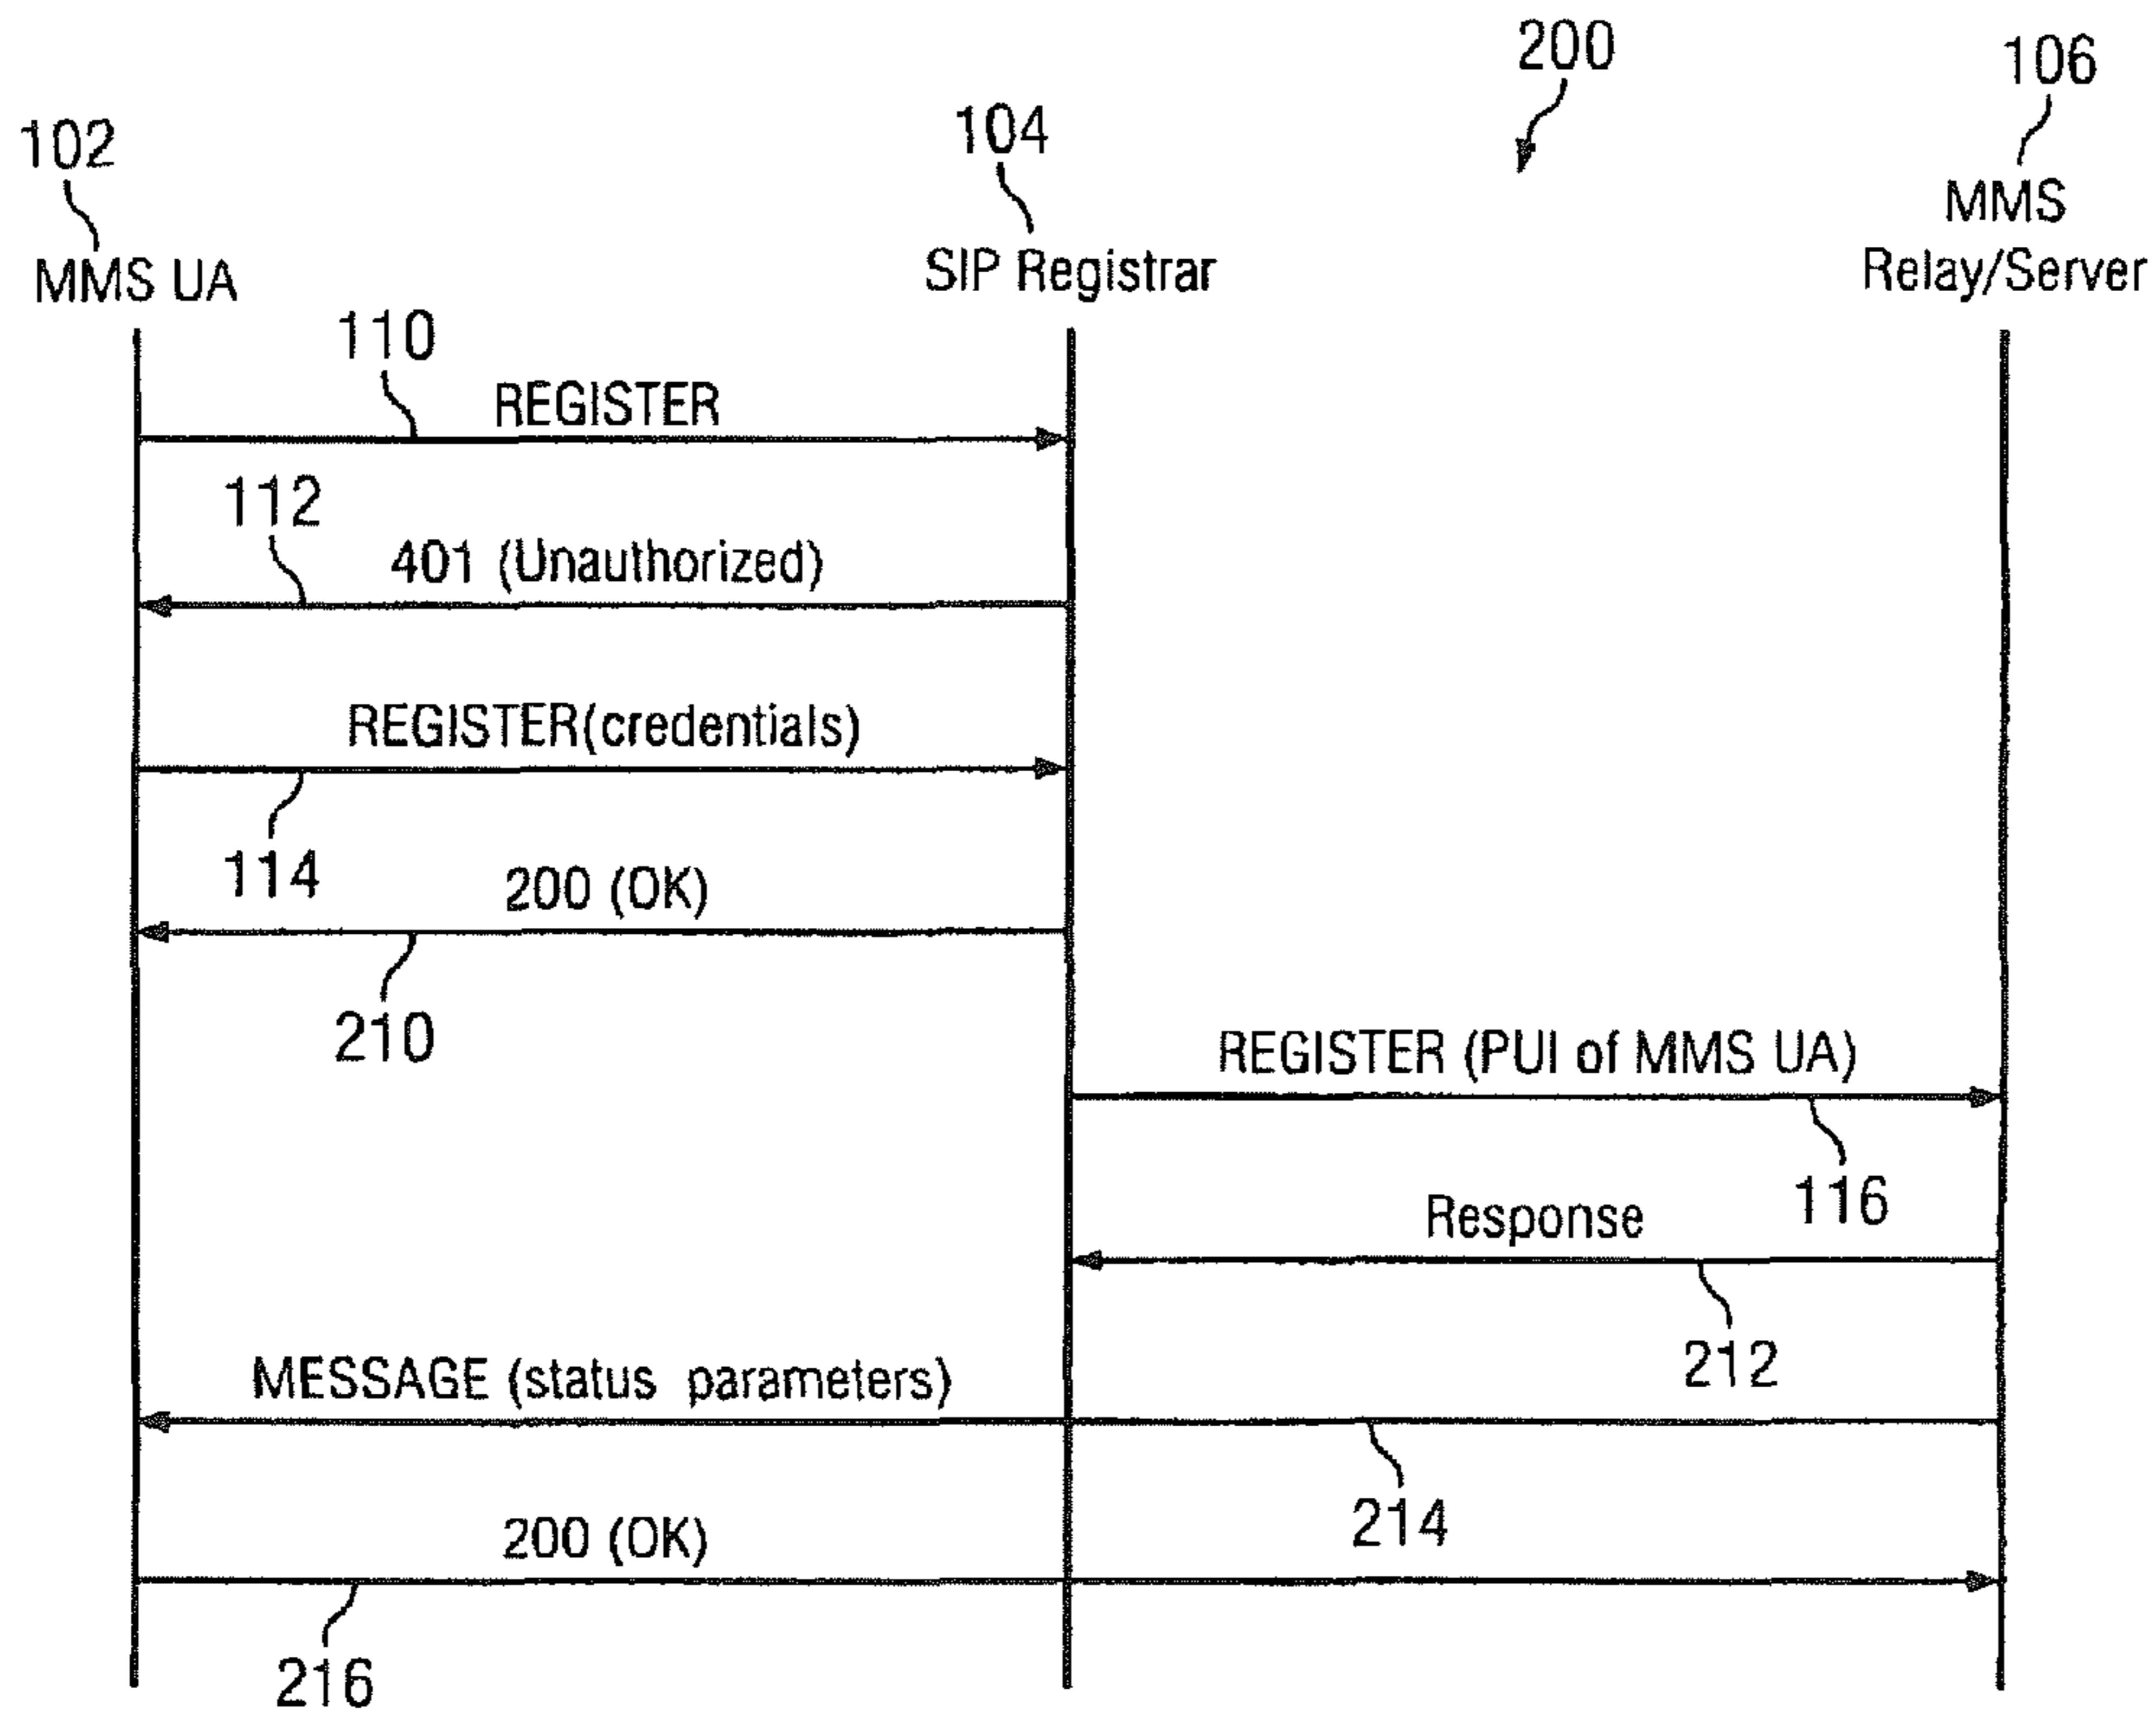 200
106
104
102
MMS
Relay/Server
SIP Registrar
MMS UA
110
REGISTER
112
401 (Unauthorized)
REGISTER(credentials)
114
200 (OK)
210
REGISTER (PUI of MMS UA)
116
Response
212
MESSAGE (status parameters)
214
200 (OK)
216